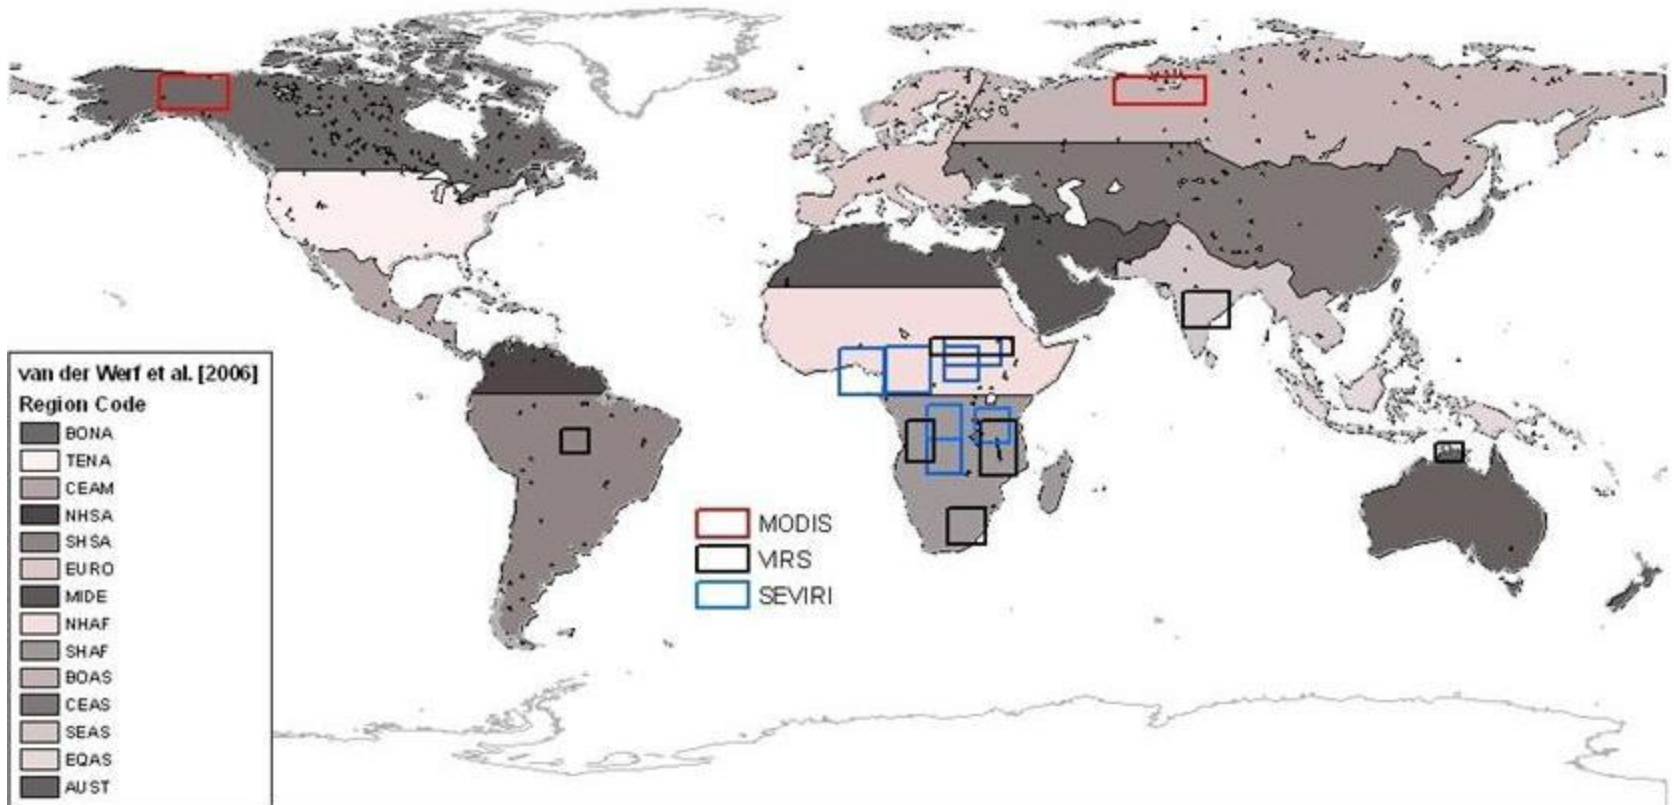 van der Werf et al. [2006]
Region Code
BONA
TENA
CEAM
NHSA
SHSA
EURO
MIDE
NHAF
SHAF
BOAS
CEAS
SEAS
EQAS
AUST
MODIS
VIRS
SEVIRI